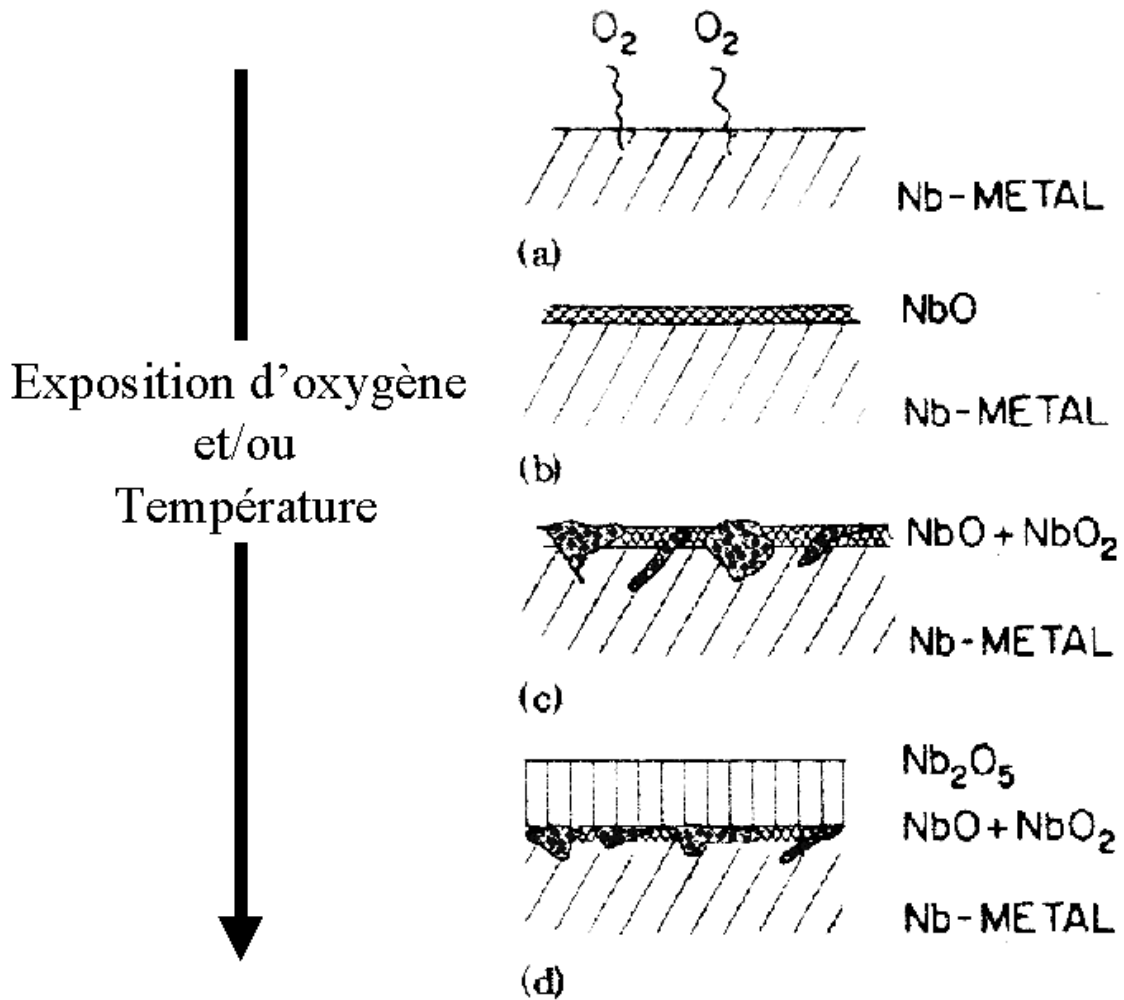 O₂ O₂
Nb-METAL
(a)
NbO
Nb-METAL
(b)
Exposition d'oxygène
et/ou
Température
NbO + NbO₂
Nb-METAL
(c)
Nb₂O₅
NbO + NbO₂
Nb-METAL
(d)